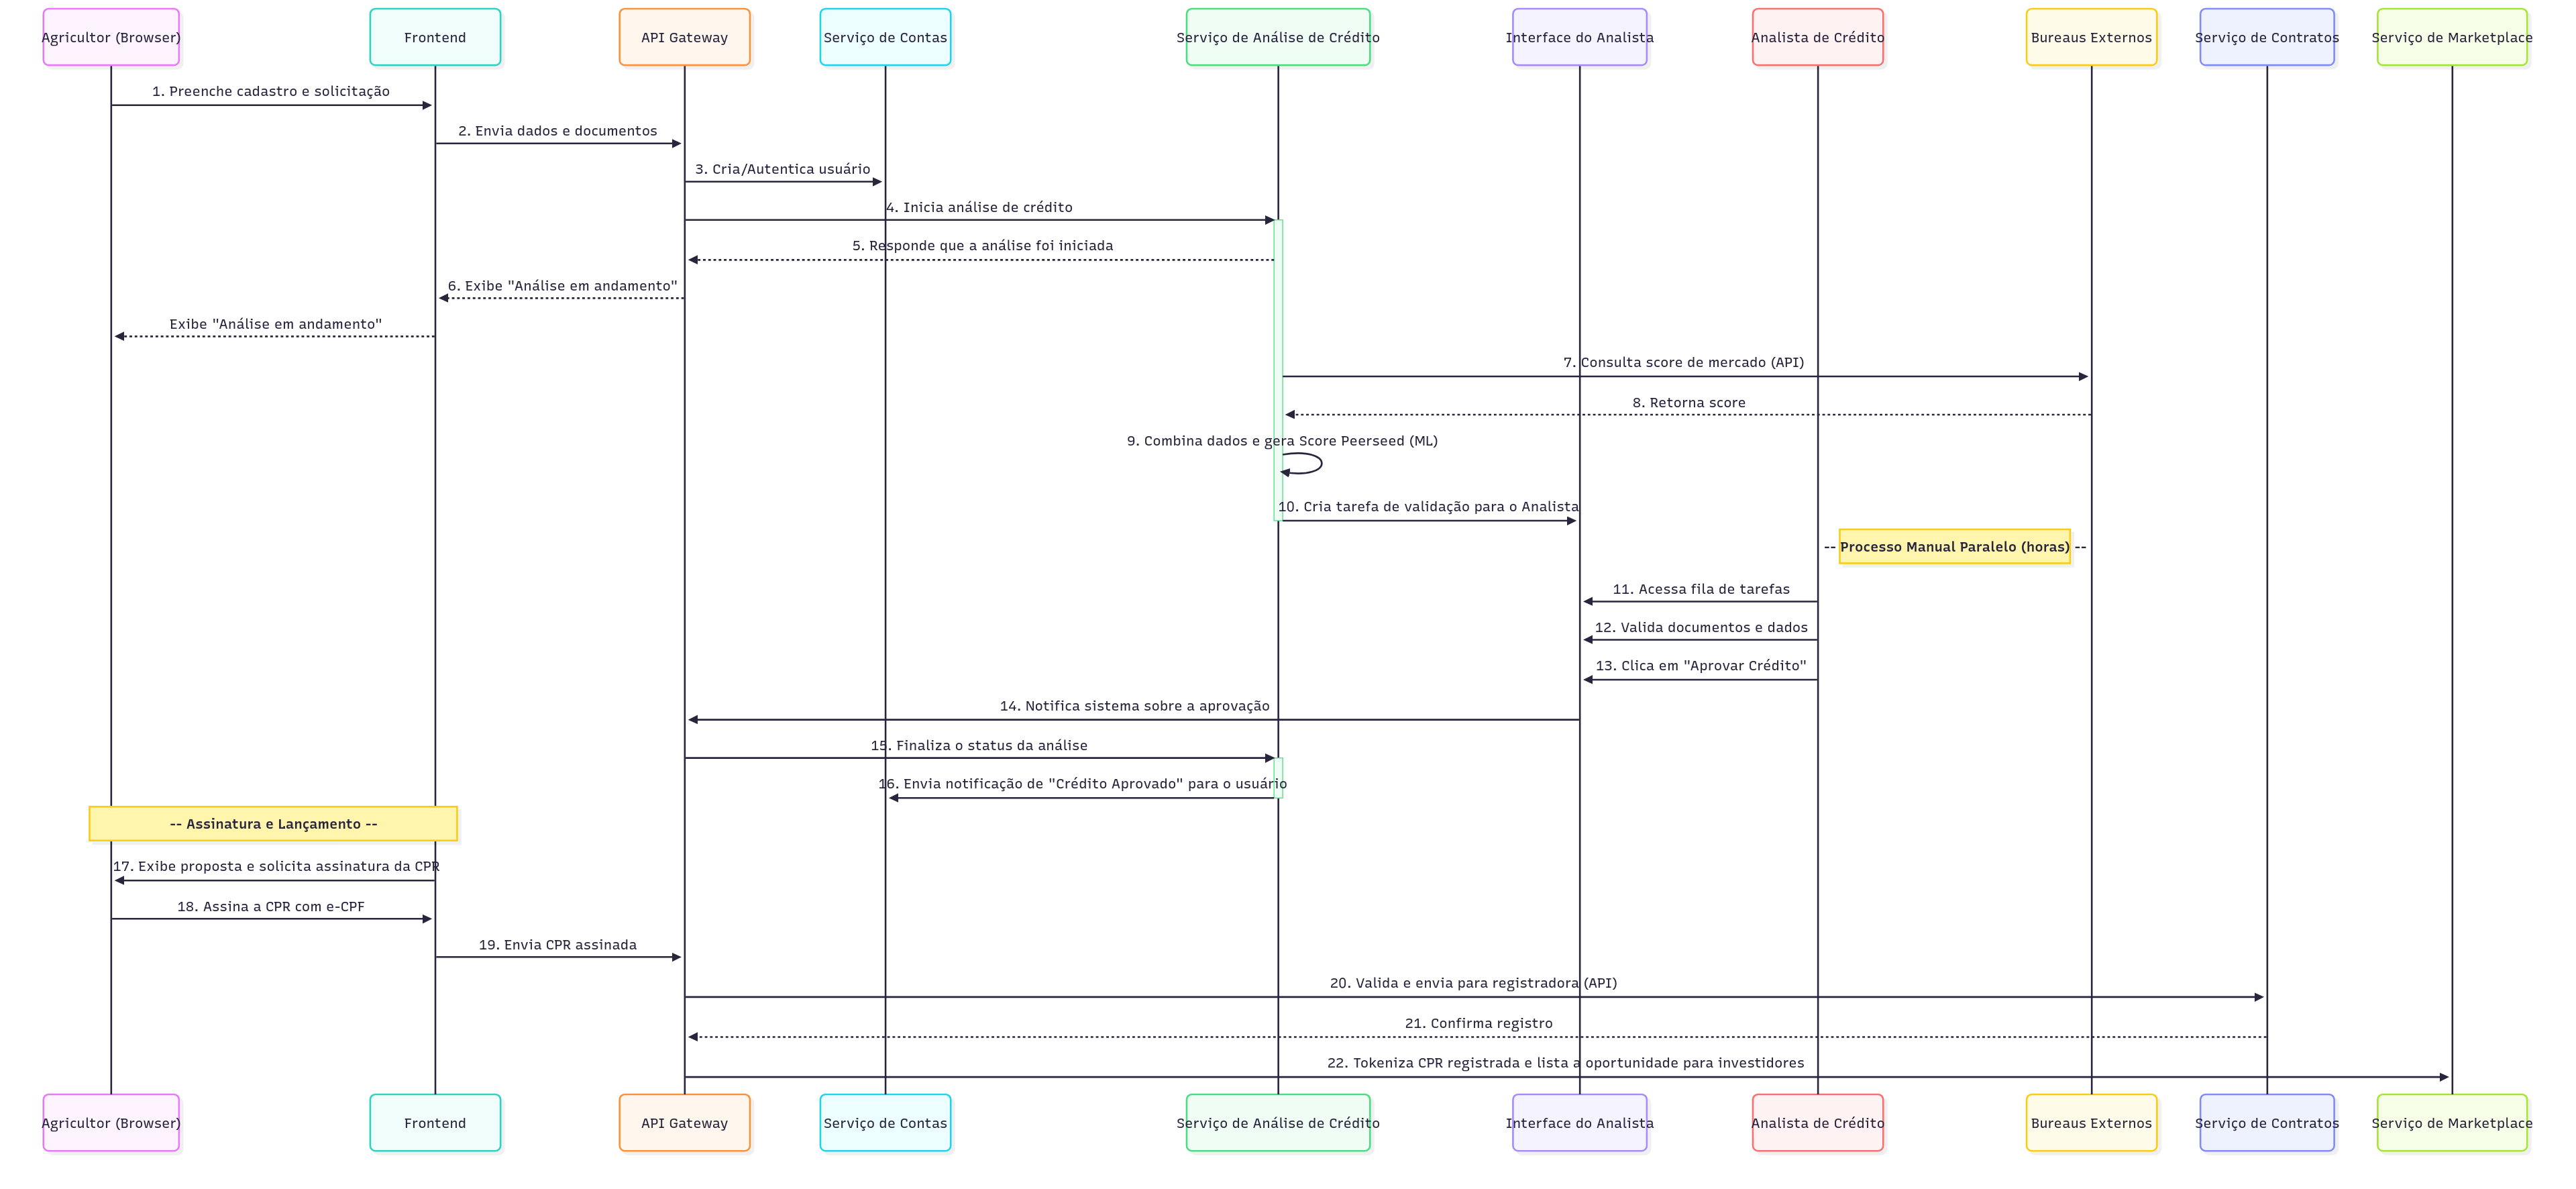 Agricultor (Browser)
Frontend
API Gateway
Serviço de Contas
Serviço de Análise de Crédito
Interface do Analista
Analista de Crédito
Bureaus Externos
Serviço de Contratos
Serviço de Marketplace
1. Preenche cadastro e solicitação
2. Envia dados e documentos
3. Cria/Autentica usuário
4. Inicia análise de crédito
5. Responde que a análise foi iniciada
6. Exibe "Análise em andamento"
Exibe "Análise em andamento"
7. Consulta score de mercado (API)
8. Retorna score
9. Combina dados e gera Score Peerseed (ML)
10. Cria tarefa de validação para o Analista
-- Processo Manual Paralelo (horas) --
11. Acessa fila de tarefas
12. Valida documentos e dados
13. Clica em "Aprovar Crédito"
14. Notifica sistema sobre a aprovação
15. Finaliza o status da análise
16. Envia notificação de "Crédito Aprovado" para o usuário
-- Assinatura e Lançamento --
17. Exibe proposta e solicita assinatura da CPR
18. Assina a CPR com e-CPF
19. Envia CPR assinada
20. Valida e envia para registradora (API)
21. Confirma registro
22. Tokeniza CPR registrada e lista a oportunidade para investidores
Agricultor (Browser)
Frontend
API Gateway
Serviço de Contas
Serviço de Análise de Crédito
Interface do Analista
Analista de Crédito
Bureaus Externos
Serviço de Contratos
Serviço de Marketplace